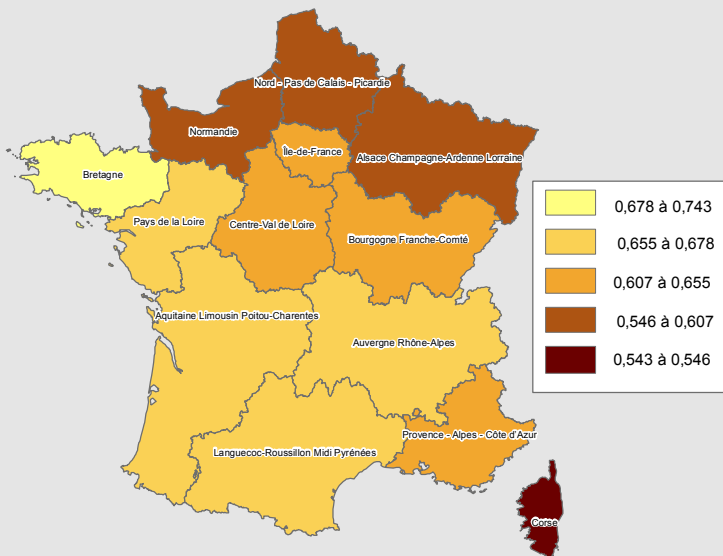 Nord - Pas de Calais - Picardie
Normandie
Île-de-France
Alsace Champagne-Ardenne Lorraine
Bretagne
Pays de la Loire
Centre-Val de Loire
Bourgogne Franche-Comté
Aquitaine Limousin Poitou-Charentes
Auvergne Rhône-Alpes
Provence - Alpes - Côte d'Azur
Languecoc-Roussillon Midi Pyrénées
Corse
0,678 à 0,743
0,655 à 0,678
0,607 à 0,655
0,546 à 0,607
0,543 à 0,546